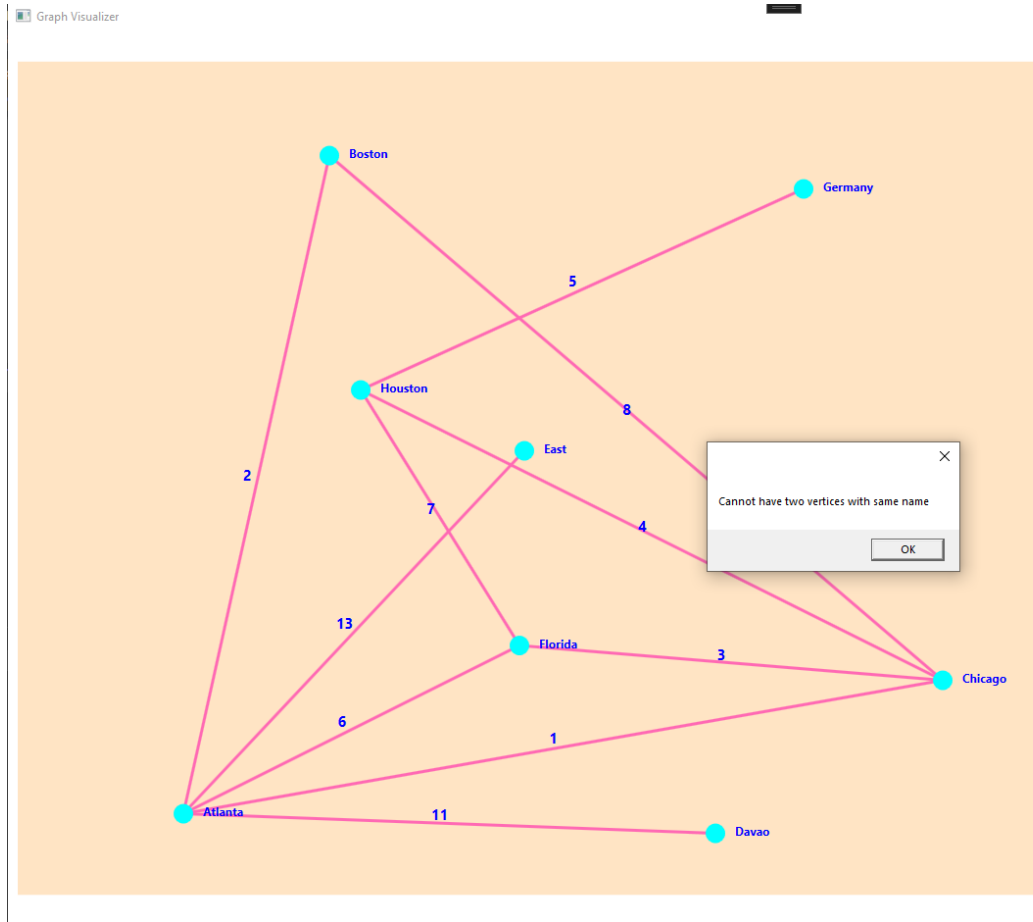 Graph Visualizer
Boston
Germany
5
Houston
8
East
2
7
Cannot have two vertices with same name
4
OK
13
Florida
3
Chicago
6
1
Atlanta
11
Davao